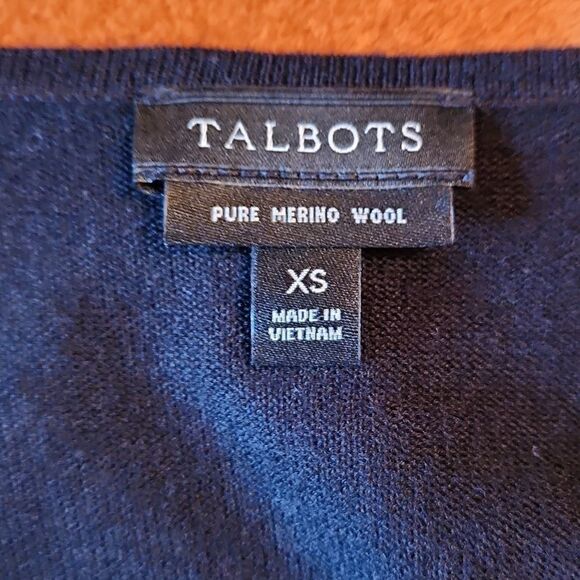 TALBOTS
PURE MERINO WOOL
XS
MADE IN
VIETNAM